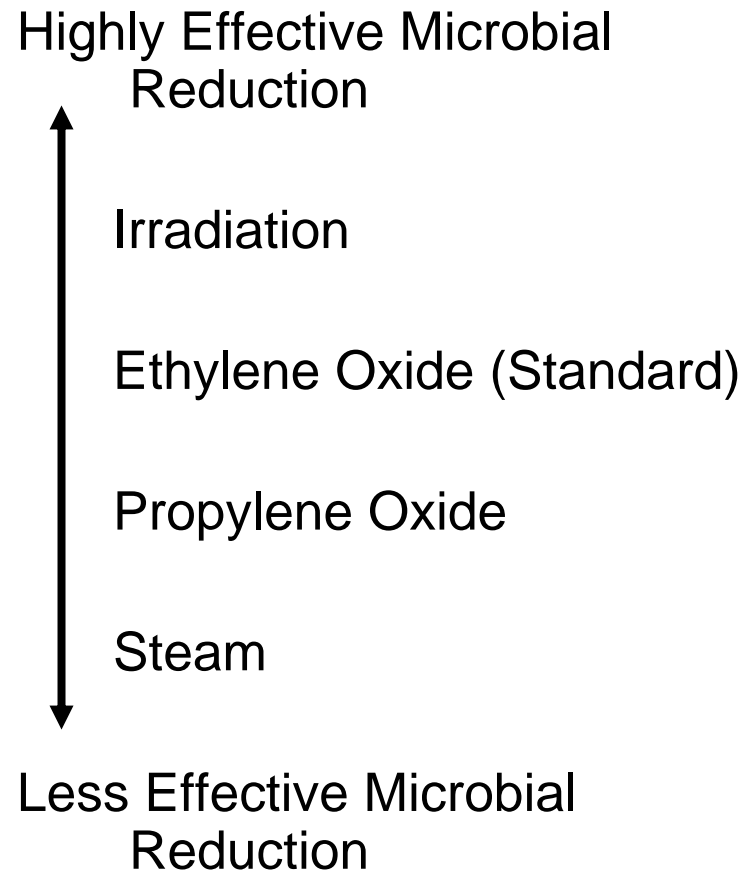 Highly Effective Microbial
Reduction
Irradiation
Ethylene Oxide (Standard)
Propylene Oxide
Steam
Less Effective Microbial
Reduction